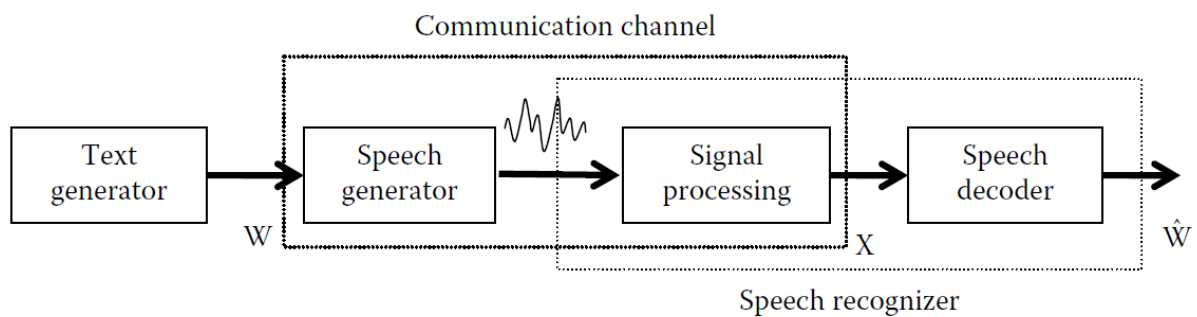 Communication channel
Text
generator
Speech
generator
Signal
processing
Speech
decoder
W
X
Ŵ
Speech recognizer